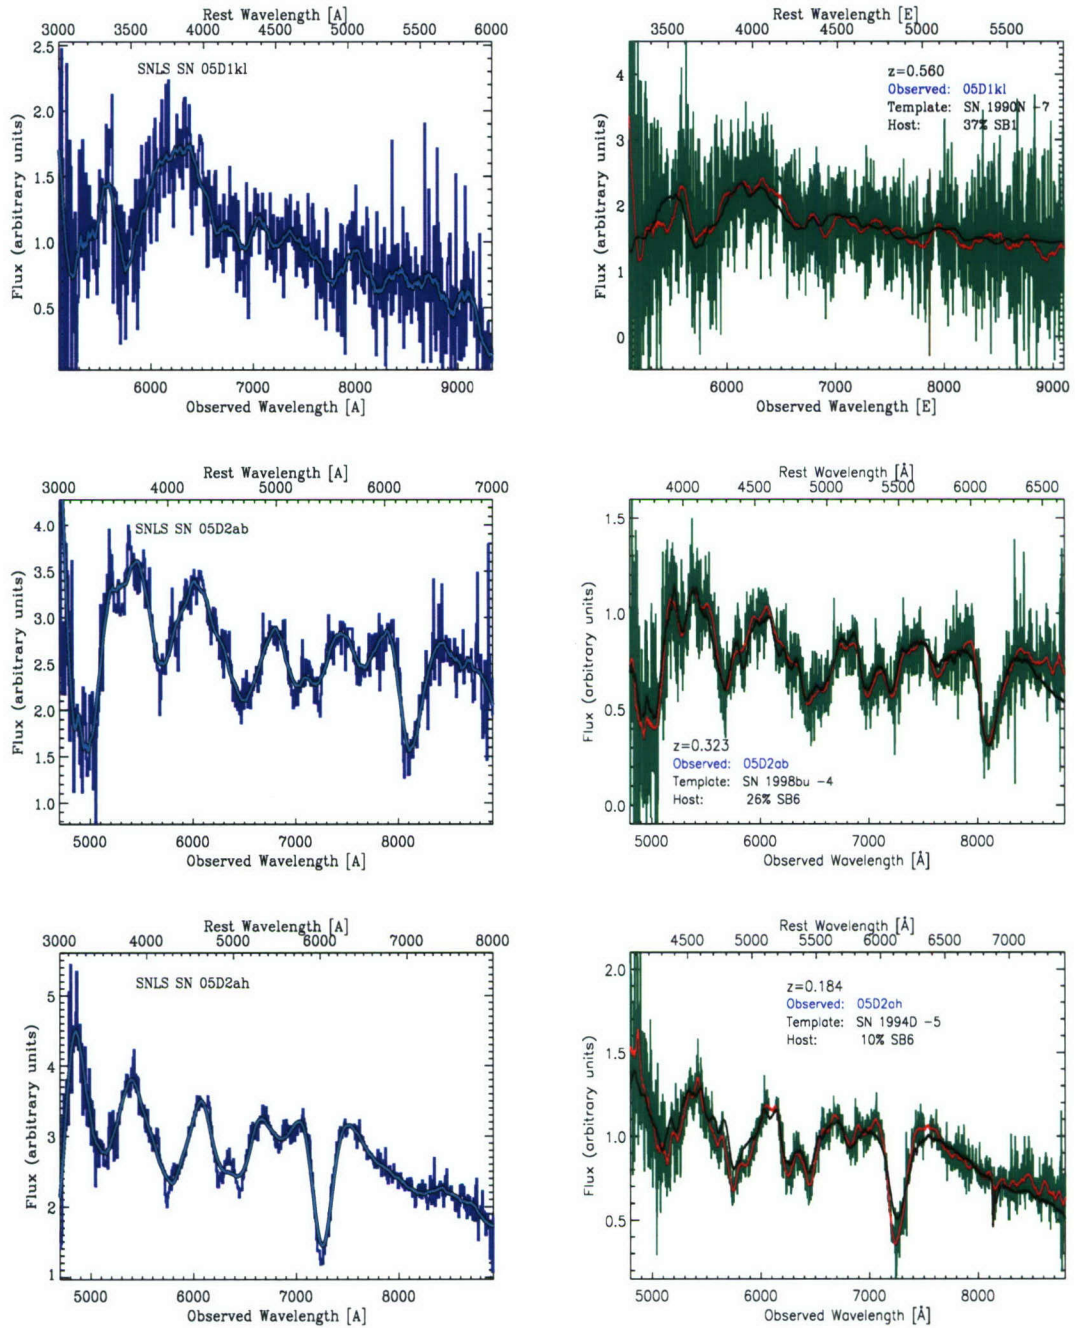 Rest Wavelength [A]
3000 3500 4000 4500 5000 5500 6000
2.5
2.0
1.5
1.0
0.5
Flux (arbitrary units)
SNLS SN 05D1kl
6000 7000 8000 9000
Observed Wavelength [A]
Rest Wavelength [E]
3500 4000 4500 5000 5500
4
3
2
1
0
Flux (arbitrary units)
z=0.560
Observed: 05D1kl
Template: SN 1990N -7
Host: 37% SB1
6000 7000 8000 9000
Observed Wavelength [E]
Rest Wavelength [A]
3000 4000 5000 6000 7000
4.0
3.5
3.0
2.5
2.0
1.5
1.0
Flux (arbitrary units)
SNLS SN 05D2ab
5000 6000 7000 8000
Observed Wavelength [A]
Rest Wavelength [Å]
4000 4500 5000 5500 6000 6500
1.5
1.0
0.5
0.0
Flux (arbitrary units)
z=0.323
Observed: 05D2ab
Template: SN 1998bu -4
Host: 26% SB6
5000 6000 7000 8000
Observed Wavelength [Å]
Rest Wavelength [A]
3000 4000 5000 6000 7000 8000
5
4
3
2
1
Flux (arbitrary units)
SNLS SN 05D2ah
5000 6000 7000 8000
Observed Wavelength [A]
Rest Wavelength [Å]
4500 5000 5500 6000 6500 7000
2.0
1.5
1.0
0.5
Flux (arbitrary units)
z=0.184
Observed: 05D2ah
Template: SN 1994D -5
Host: 10% SB6
5000 6000 7000 8000
Observed Wavelength [Å]